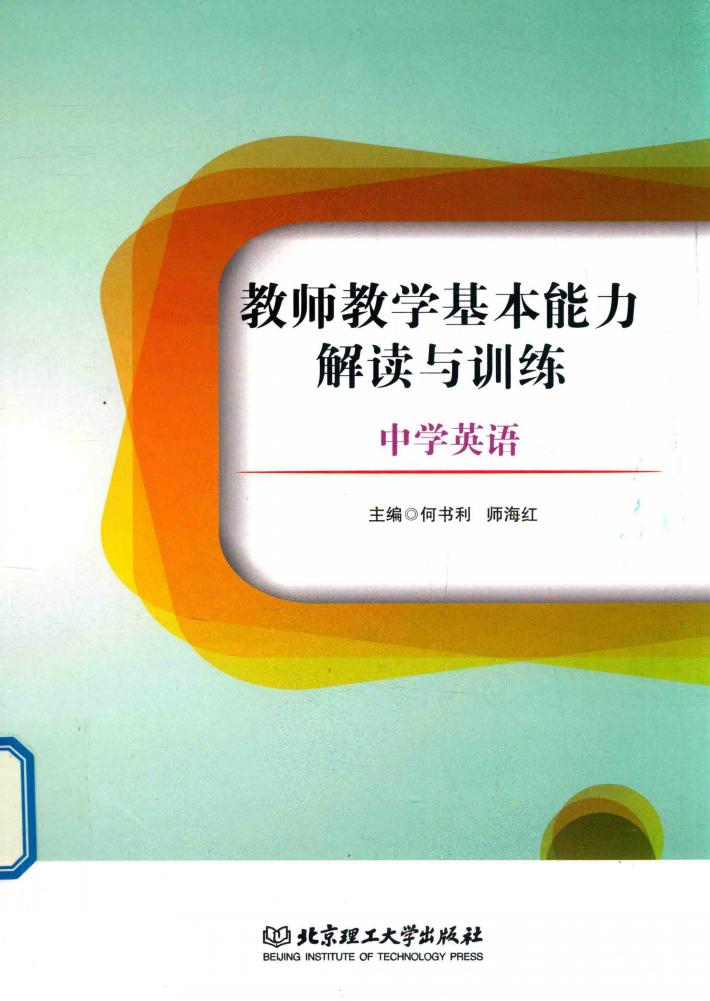 教师教学基本能力
解读与训练
中学英语
主编◎何书利 师海红
北京理工大学出版社
BEIJING INSTITUTE OF TECHNOLOGY PRESS